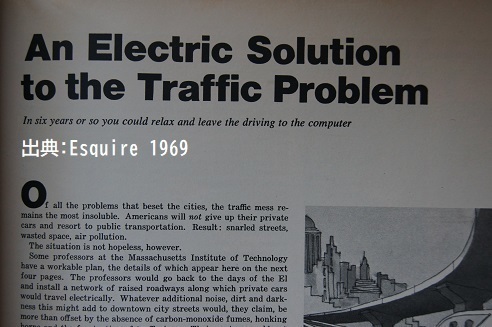 An Electric Solution
to the Traffic Problem
In six years or so you could relax and leave the driving to the computer
出典:Esquire 1969
Of all the problems that beset the cities, the traffic mess re-
mains the most insoluble. Americans will not give up their private
cars and resort to public transportation. Result: snarled streets,
wasted space, air pollution.
The situation is not hopeless, however.
Some professors at the Massachusetts Institute of Technology
have a workable plan, the details of which appear here on the next
four pages. The professors would go back to the days of the El
and install a network of raised roadways along which private cars
would travel electrically. Whatever additional noise, dirt and dark-
ness this might add to downtown city streets would, they claim, be
more than offset by the absence of carbon-monoxide fumes, honking